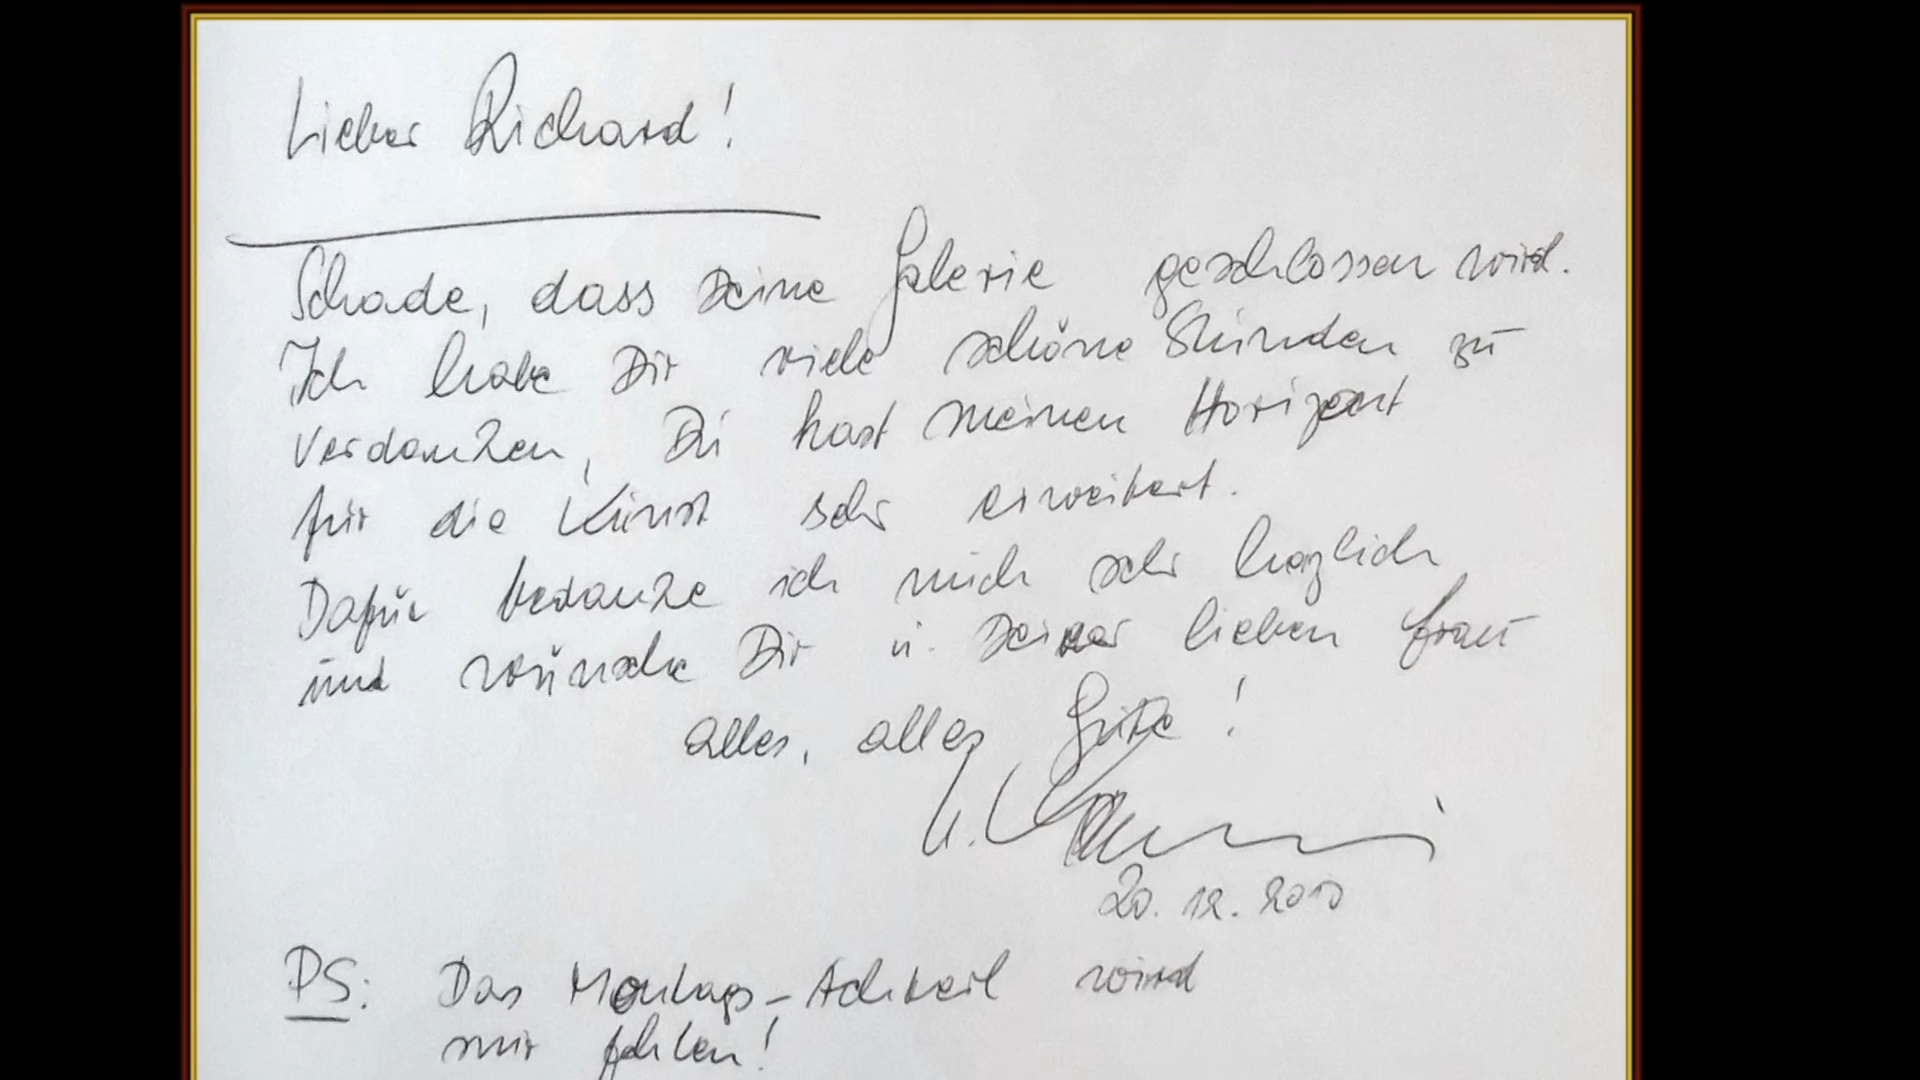 Lieber Richard!
Schade, dass Deine Galerie geschlossen wird.
Ich habe Dir viele schöne Stunden zu
verdanken, Du hast meinen Horizont
für die Kunst sehr erweitert.
Dafür bedanke ich mich sehr herzlich
und wünsche Dir u. Deiner lieben Frau
alles, alles Gute!
20.12.2010
PS: Das Montags-Achterl wird
mir fehlen!